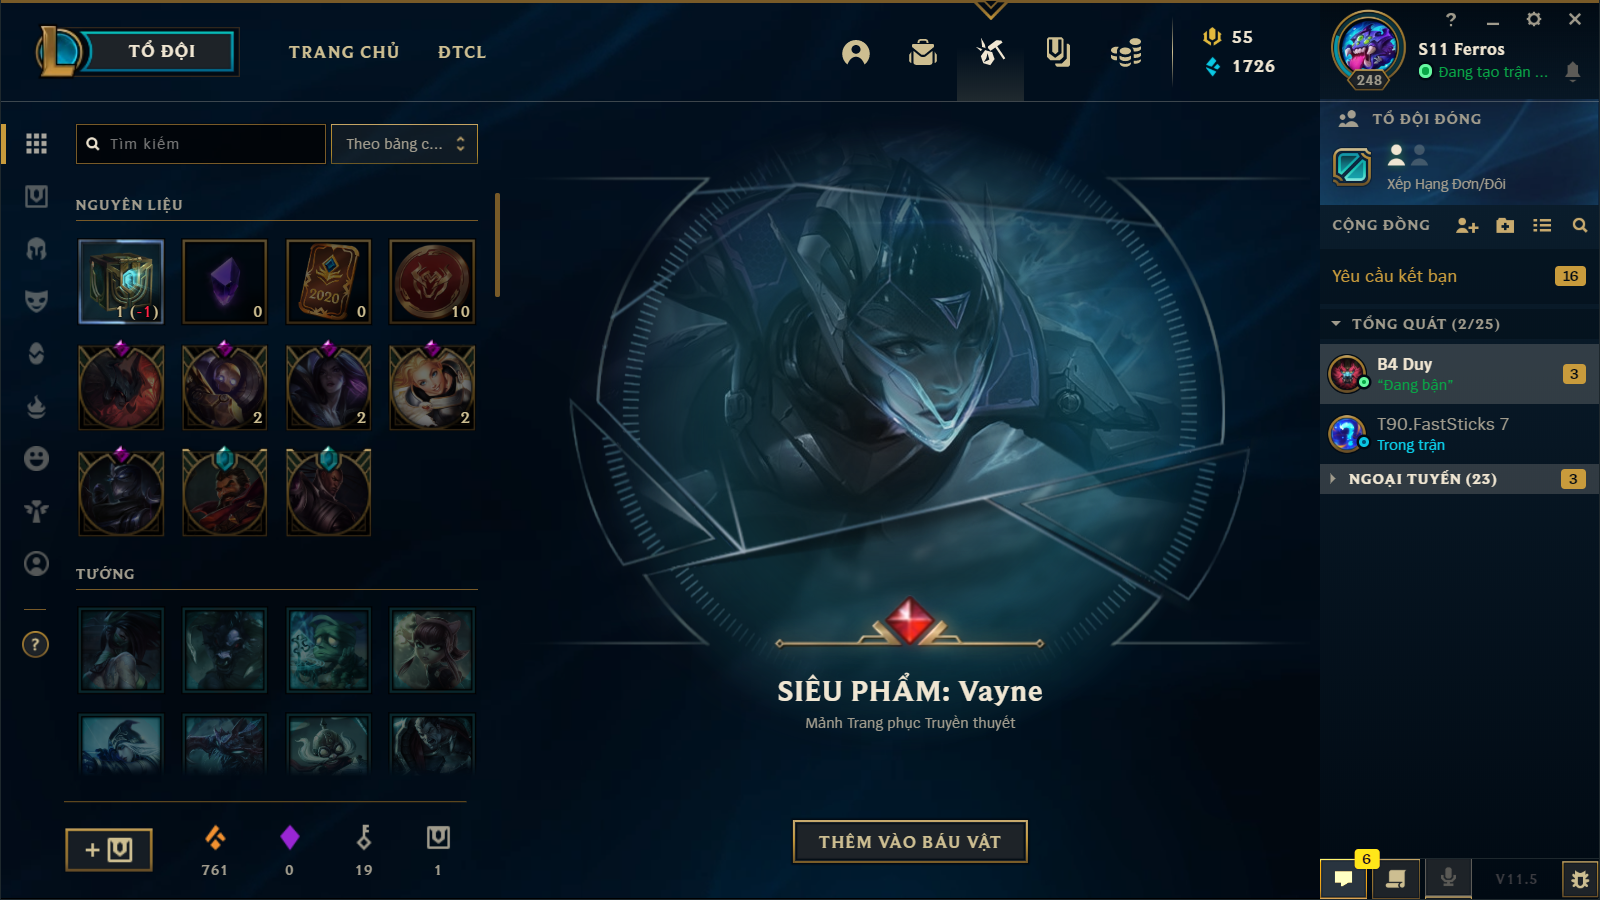 TỔ ĐỘI
TRANG CHỦ
ĐTCL
55
1726
?
S11 Ferros
Đang tạo trận ...
248
TỔ ĐỘI ĐÓNG
Xếp Hạng Đơn/Đôi
CỘNG ĐỒNG
Yêu cầu kết bạn
16
TỔNG QUÁT (2/25)
B4 Duy
"Đang bận"
3
T90.FastSticks 7
Trong trận
NGOẠI TUYẾN (23)
3
Tìm kiếm
Theo bảng c...
NGUYÊN LIỆU
1 (-1)
0
2020
0
10
2
2
2
TƯỚNG
?
SIÊU PHẨM: Vayne
Mảnh Trang phục Truyền thuyết
THÊM VÀO BÁU VẬT
+
761
0
19
1
6
V11.5